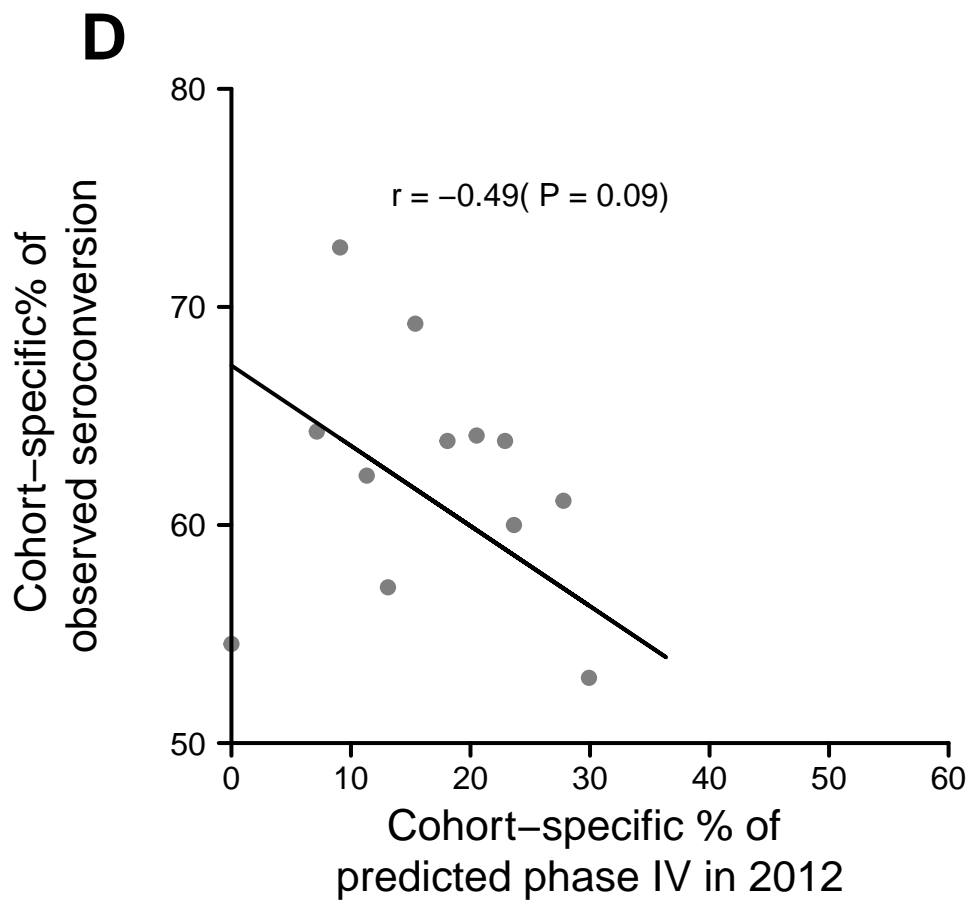 D
80
70
60
50
r = −0.49( P = 0.09)
Cohort−specific% of
observed seroconversion
0 10 20 30 40 50 60
Cohort−specific % of
predicted phase IV in 2012